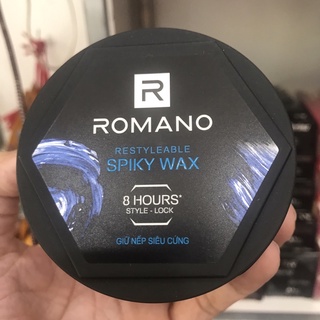 R
ROMANO
RESTYLEABLE
SPIKY WAX
8 HOURS*
STYLE - LOCK
GIỮ NẾP SIÊU CỨNG